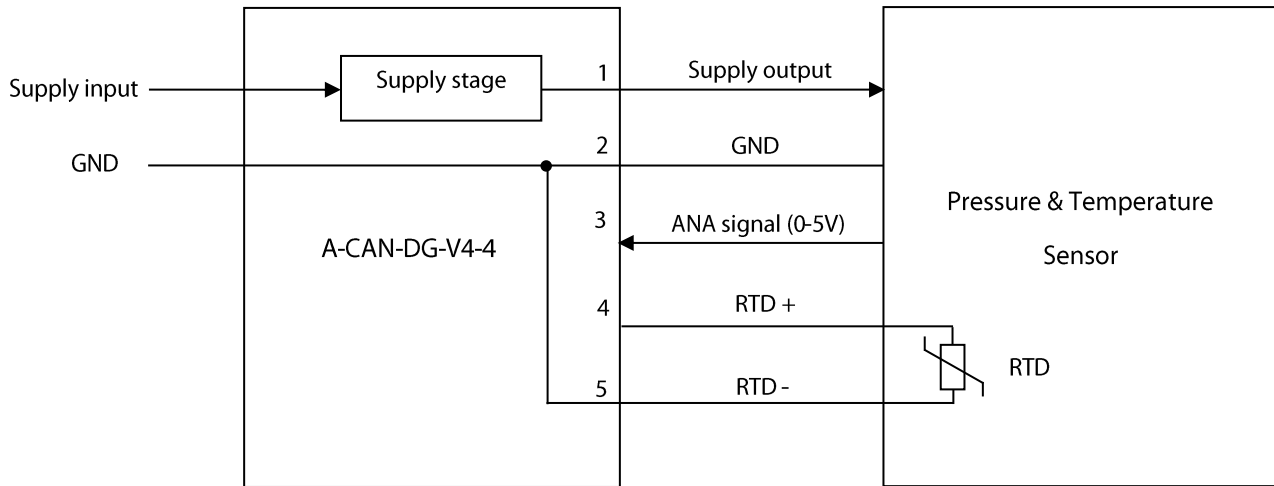 Supply input
Supply stage
1
Supply output
GND
2
GND
3
ANA signal (0-5V)
Pressure & Temperature
Sensor
A-CAN-DG-V4-4
4
RTD +
RTD
5
RTD -